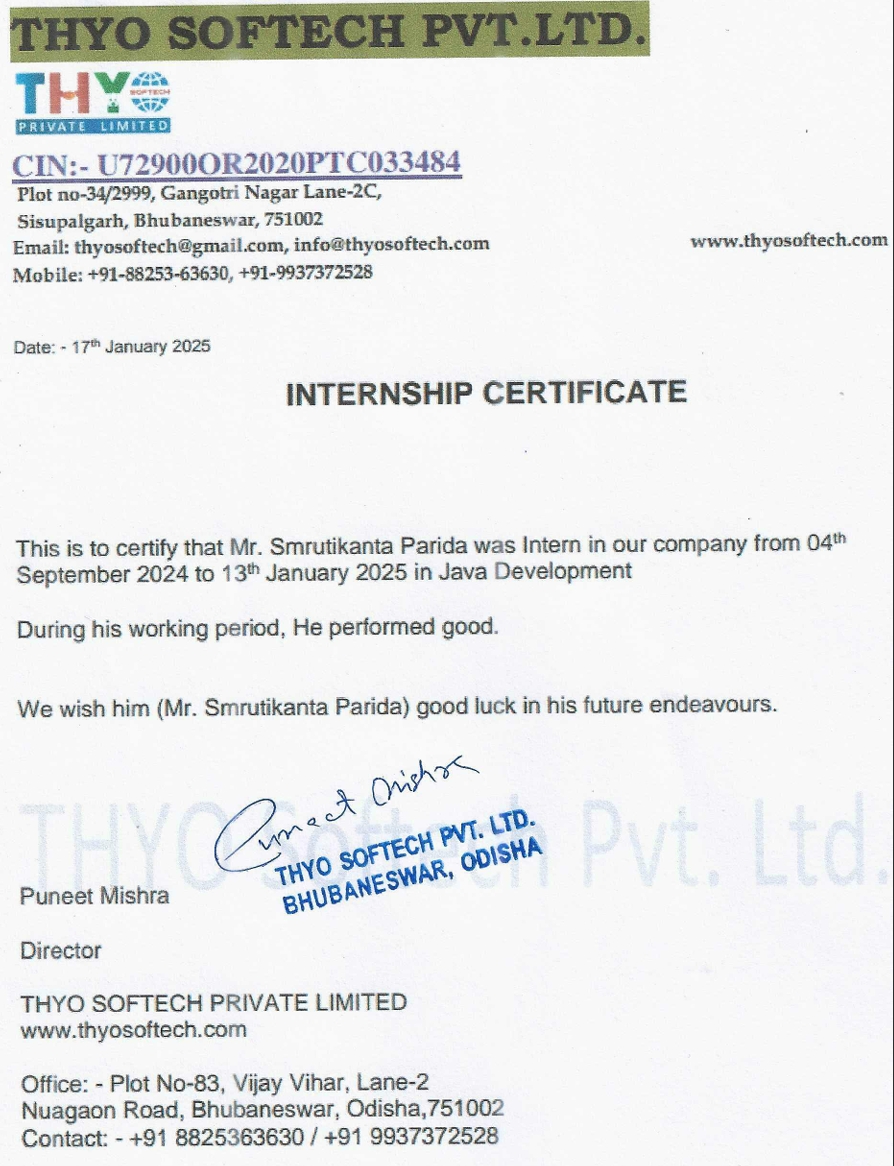 THYO SOFTECH PVT.LTD.
THYO
SOFTECH
PRIVATE LIMITED
CIN:- U72900OR2020PTC033484
Plot no-34/2999, Gangotri Nagar Lane-2C,
Sisupalgarh, Bhubaneswar, 751002
Email: thyosoftech@gmail.com, info@thyosoftech.com
www.thyosoftech.com
Mobile: +91-88253-63630, +91-9937372528
Date: - 17th January 2025
INTERNSHIP CERTIFICATE
This is to certify that Mr. Smrutikanta Parida was Intern in our company from 04th
September 2024 to 13th January 2025 in Java Development
During his working period, He performed good.
We wish him (Mr. Smrutikanta Parida) good luck in his future endeavours.
Puneet Mishra
THYO Softech Pvt. Ltd.
THYO SOFTECH PVT. LTD.
BHUBANESWAR, ODISHA
Puneet Mishra
Director
THYO SOFTECH PRIVATE LIMITED
www.thyosoftech.com
Office: - Plot No-83, Vijay Vihar, Lane-2
Nuagaon Road, Bhubaneswar, Odisha,751002
Contact: - +91 8825363630 / +91 9937372528